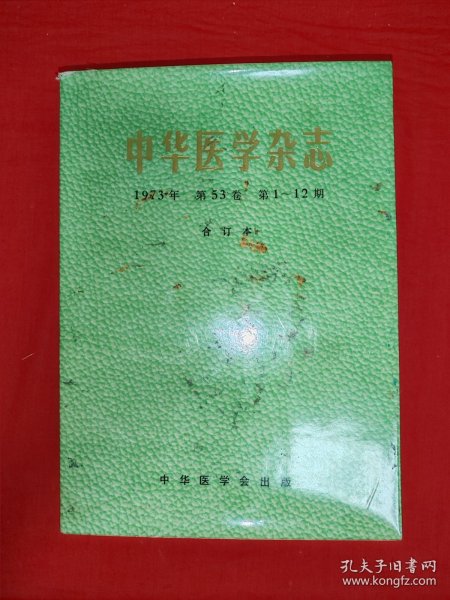 中华医学杂志
1973年 第53卷 第1-12期
合订本
中华医学会出版
孔夫子旧书网
www.kongfz.com